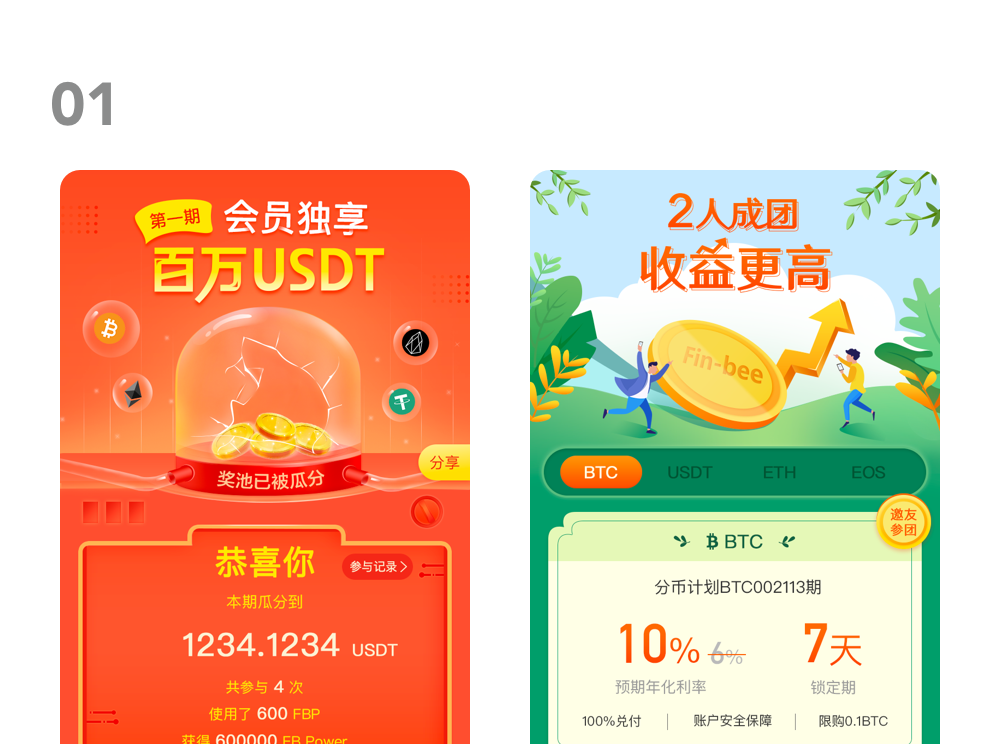 01
第一期
会员独享
百万USDT
奖池已被瓜分
分享
恭喜你
参与记录
本期瓜分到
1234.1234 USDT
共参与 4 次
使用了 600 FBP
获得 600000 FB Power
2人成团
收益更高
Fin-bee
BTC USDT ETH EOS
邀友
参团
BTC
分币计划BTC002113期
10% 6% 7天
预期年化利率 锁定期
100%兑付 账户安全保障 限购0.1BTC